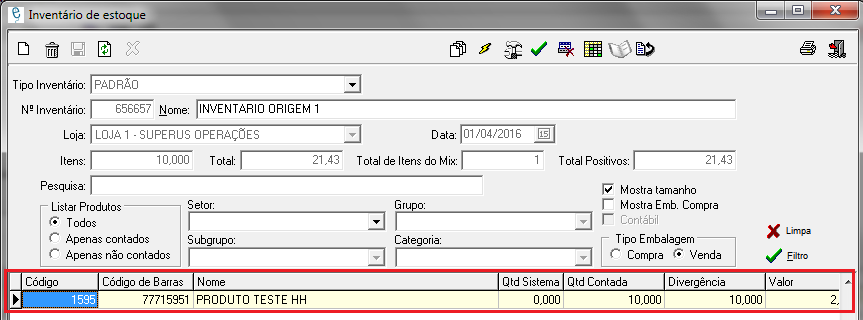 Inventário de estoque
Tipo Inventário: PADRÃO
Nº Inventário: 656657 Nome: INVENTARIO ORIGEM 1
Loja: LOJA 1 - SUPERUS OPERAÇÕES Data: 01/04/2016 15
Itens: 10,000 Total: 21,43 Total de Itens do Mix: 1 Total Positivos: 21,43
Pesquisa:
Mostra tamanho
Mostra Emb. Compra
Contábil
Listar Produtos
Todos
Apenas contados
Apenas não contados
Setor: Grupo:
Subgrupo: Categoria:
Tipo Embalagem
Compra Venda
Limpa
Filtro
Código Código de Barras Nome Qtd Sistema Qtd Contada Divergência Valor
1595 77715951 PRODUTO TESTE HH 0,000 10,000 10,000 2,